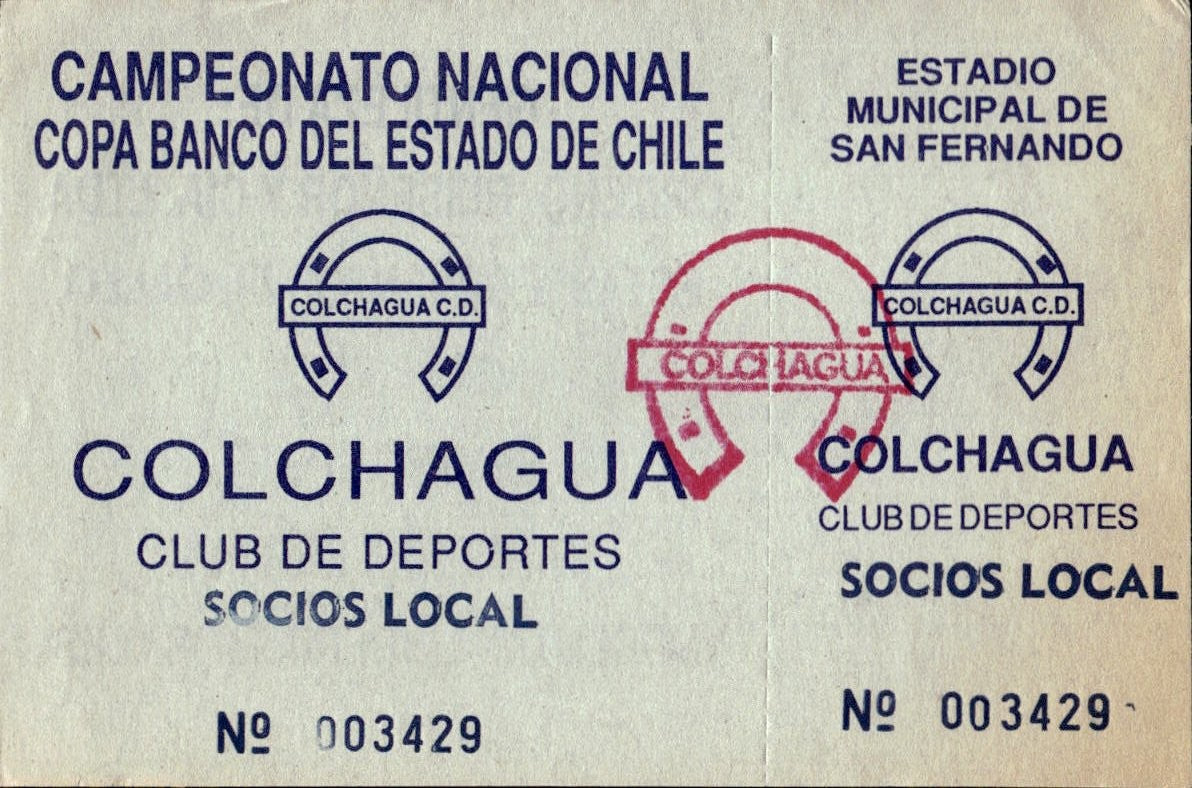 CAMPEONATO NACIONAL
COPA BANCO DEL ESTADO DE CHILE
COLCHAGUA C.D.
COLCHAGUA
CLUB DE DEPORTES
SOCIOS LOCAL
Nº 003429
COLCHAGUA
ESTADIO
MUNICIPAL DE
SAN FERNANDO
COLCHAGUA C.D.
COLCHAGUA
CLUB DE DEPORTES
SOCIOS LOCAL
Nº 003429